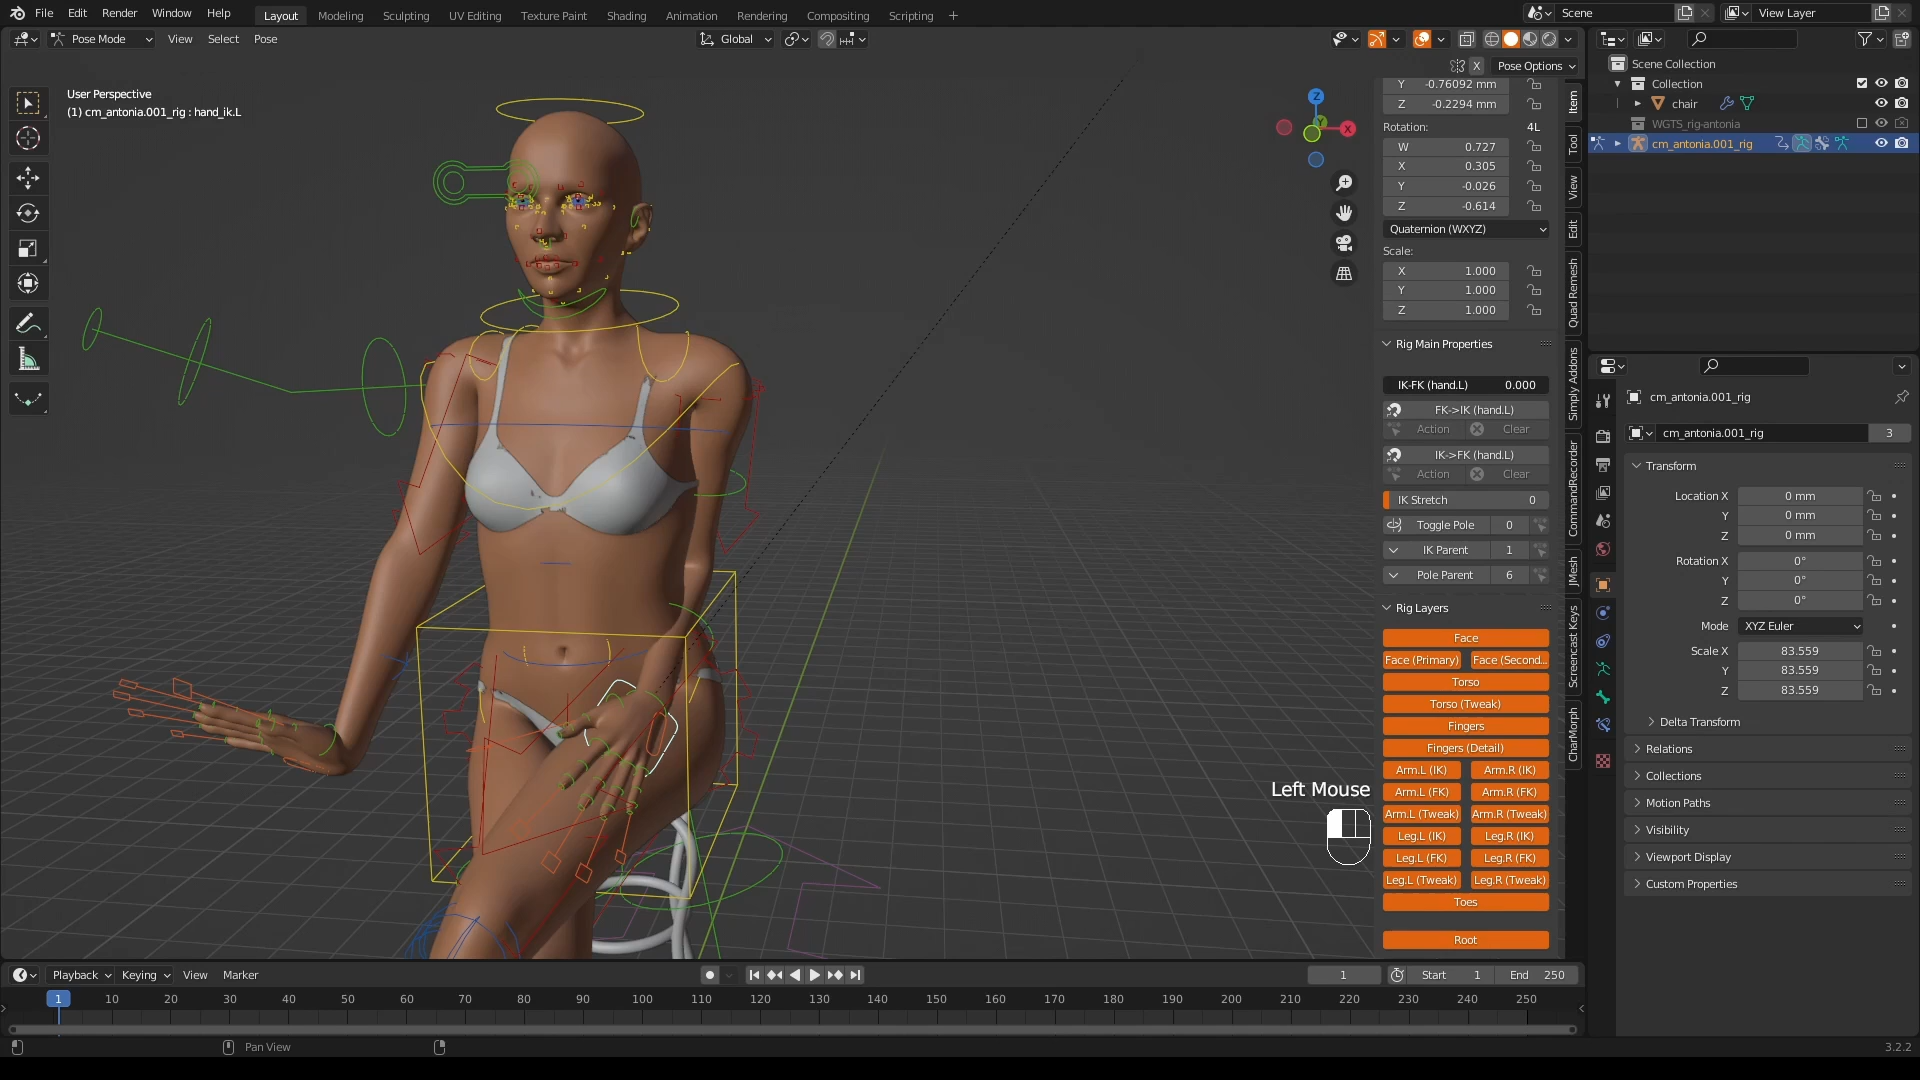 File Edit Render Window Help Layout Modeling Sculpting UV Editing Texture Paint Shading Animation Rendering Compositing Scripting + Scene View Layer
Pose Mode View Select Pose Global
X Pose Options
User Perspective
(1) cm_antonia.001_rig : hand_ik.L
Z
Y
X
Y -0.76092 mm
Z -0.2294 mm
Rotation: 4L
W 0.727
X 0.305
Y -0.026
Z -0.614
Quaternion (WXYZ)
Scale:
X 1.000
Y 1.000
Z 1.000
Rig Main Properties
IK-FK (hand.L) 0.000
FK->IK (hand.L)
Action Clear
IK->FK (hand.L)
Action Clear
IK Stretch 0
Toggle Pole 0
IK Parent 1
Pole Parent 6
Rig Layers
Face
Face (Primary) Face (Second...
Torso
Torso (Tweak)
Fingers
Fingers (Detail)
Arm.L (IK) Arm.R (IK)
Arm.L (FK) Arm.R (FK)
Arm.L (Tweak) Arm.R (Tweak)
Leg.L (IK) Leg.R (IK)
Leg.L (FK) Leg.R (FK)
Leg.L (Tweak) Leg.R (Tweak)
Toes
Root
Item
Tool
View
Edit
Quad Remesh
Simply Addons
CommandRecorder
JMesh
Screencast Keys
CharMorph
Left Mouse
Scene Collection
Collection
chair
WGTS_rig-antonia
cm_antonia.001_rig
cm_antonia.001_rig
cm_antonia.001_rig 3
Transform
Location X 0 mm
Y 0 mm
Z 0 mm
Rotation X 0°
Y 0°
Z 0°
Mode XYZ Euler
Scale X 83.559
Y 83.559
Z 83.559
Delta Transform
Relations
Collections
Motion Paths
Visibility
Viewport Display
Custom Properties
Playback Keying View Marker 1 Start 1 End 250
1 10 20 30 40 50 60 70 80 90 100 110 120 130 140 150 160 170 180 190 200 210 220 230 240 250
Pan View 3.2.2